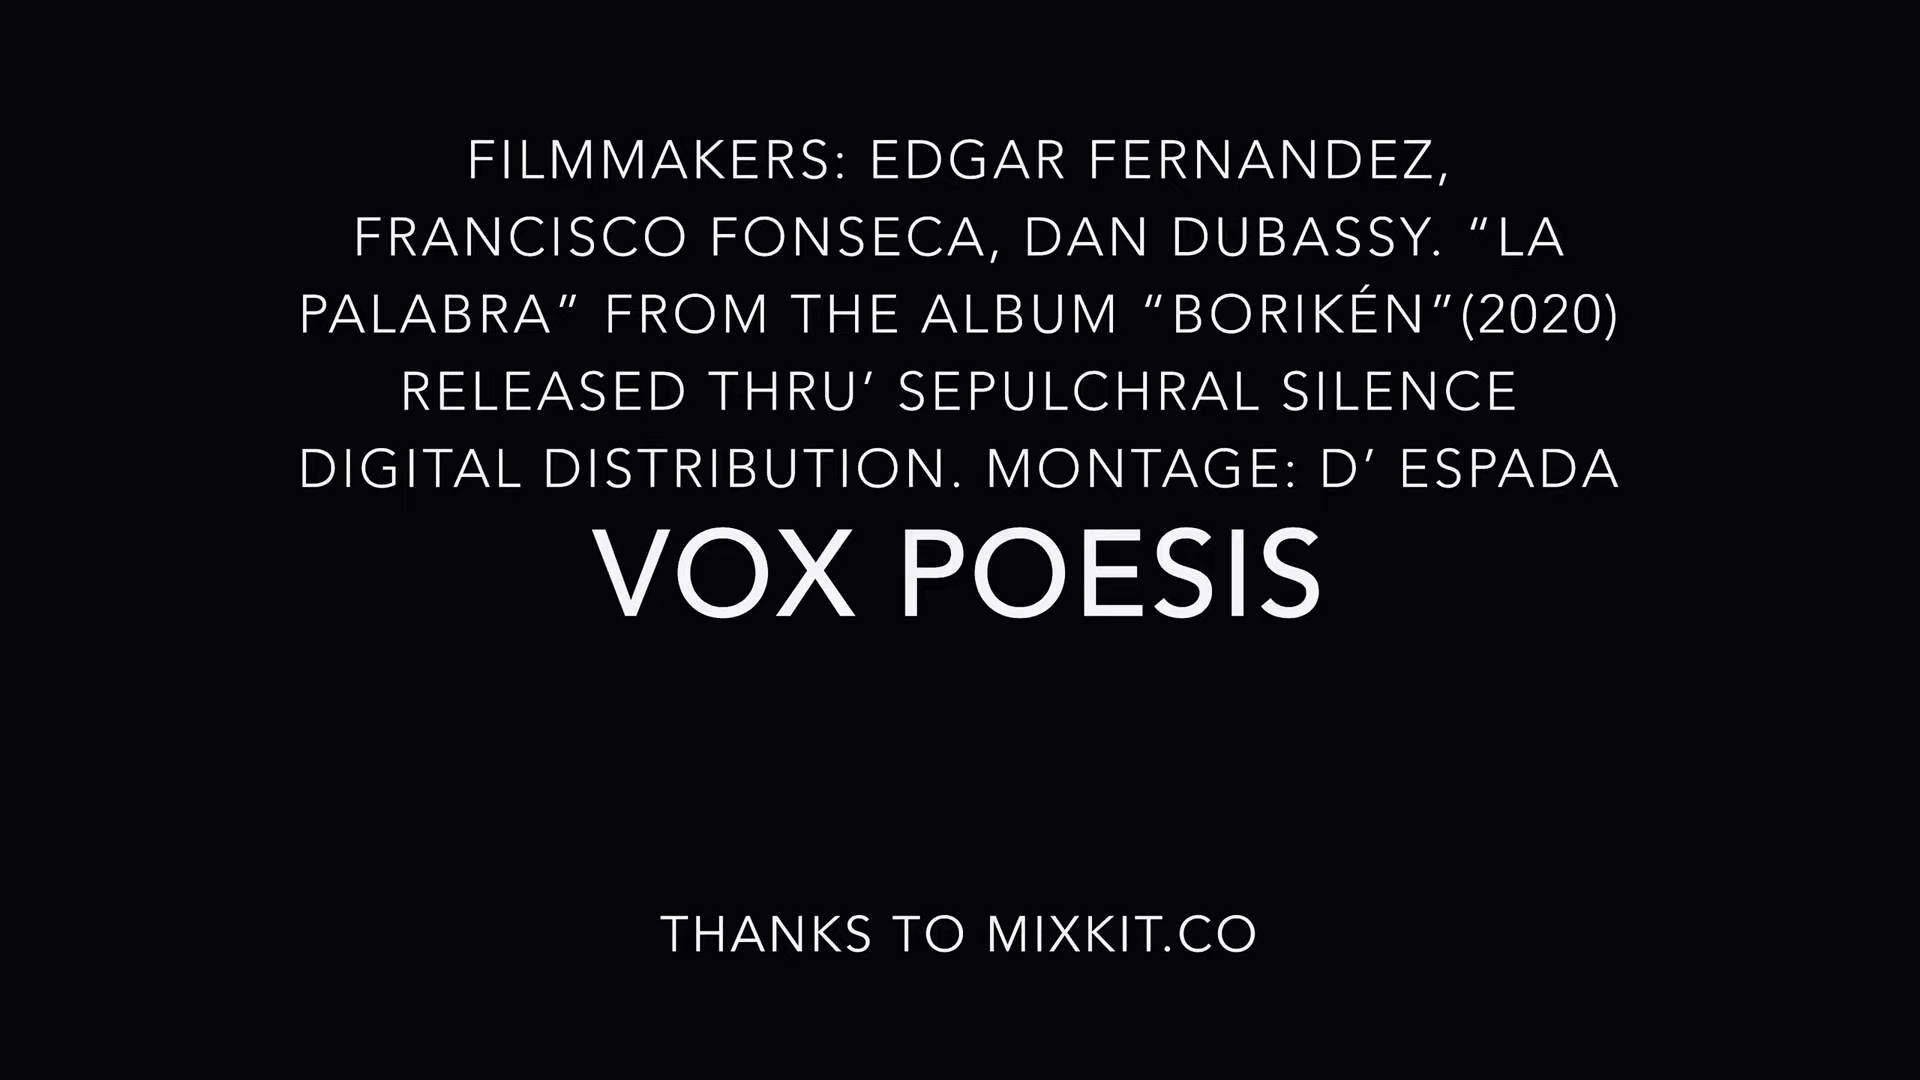 FILMMAKERS: EDGAR FERNANDEZ,
FRANCISCO FONSECA, DAN DUBASSY. “LA
PALABRA” FROM THE ALBUM “BORIKÉN”(2020)
RELEASED THRU’ SEPULCHRAL SILENCE
DIGITAL DISTRIBUTION. MONTAGE: D’ ESPADA
VOX POESIS
THANKS TO MIXKIT.CO